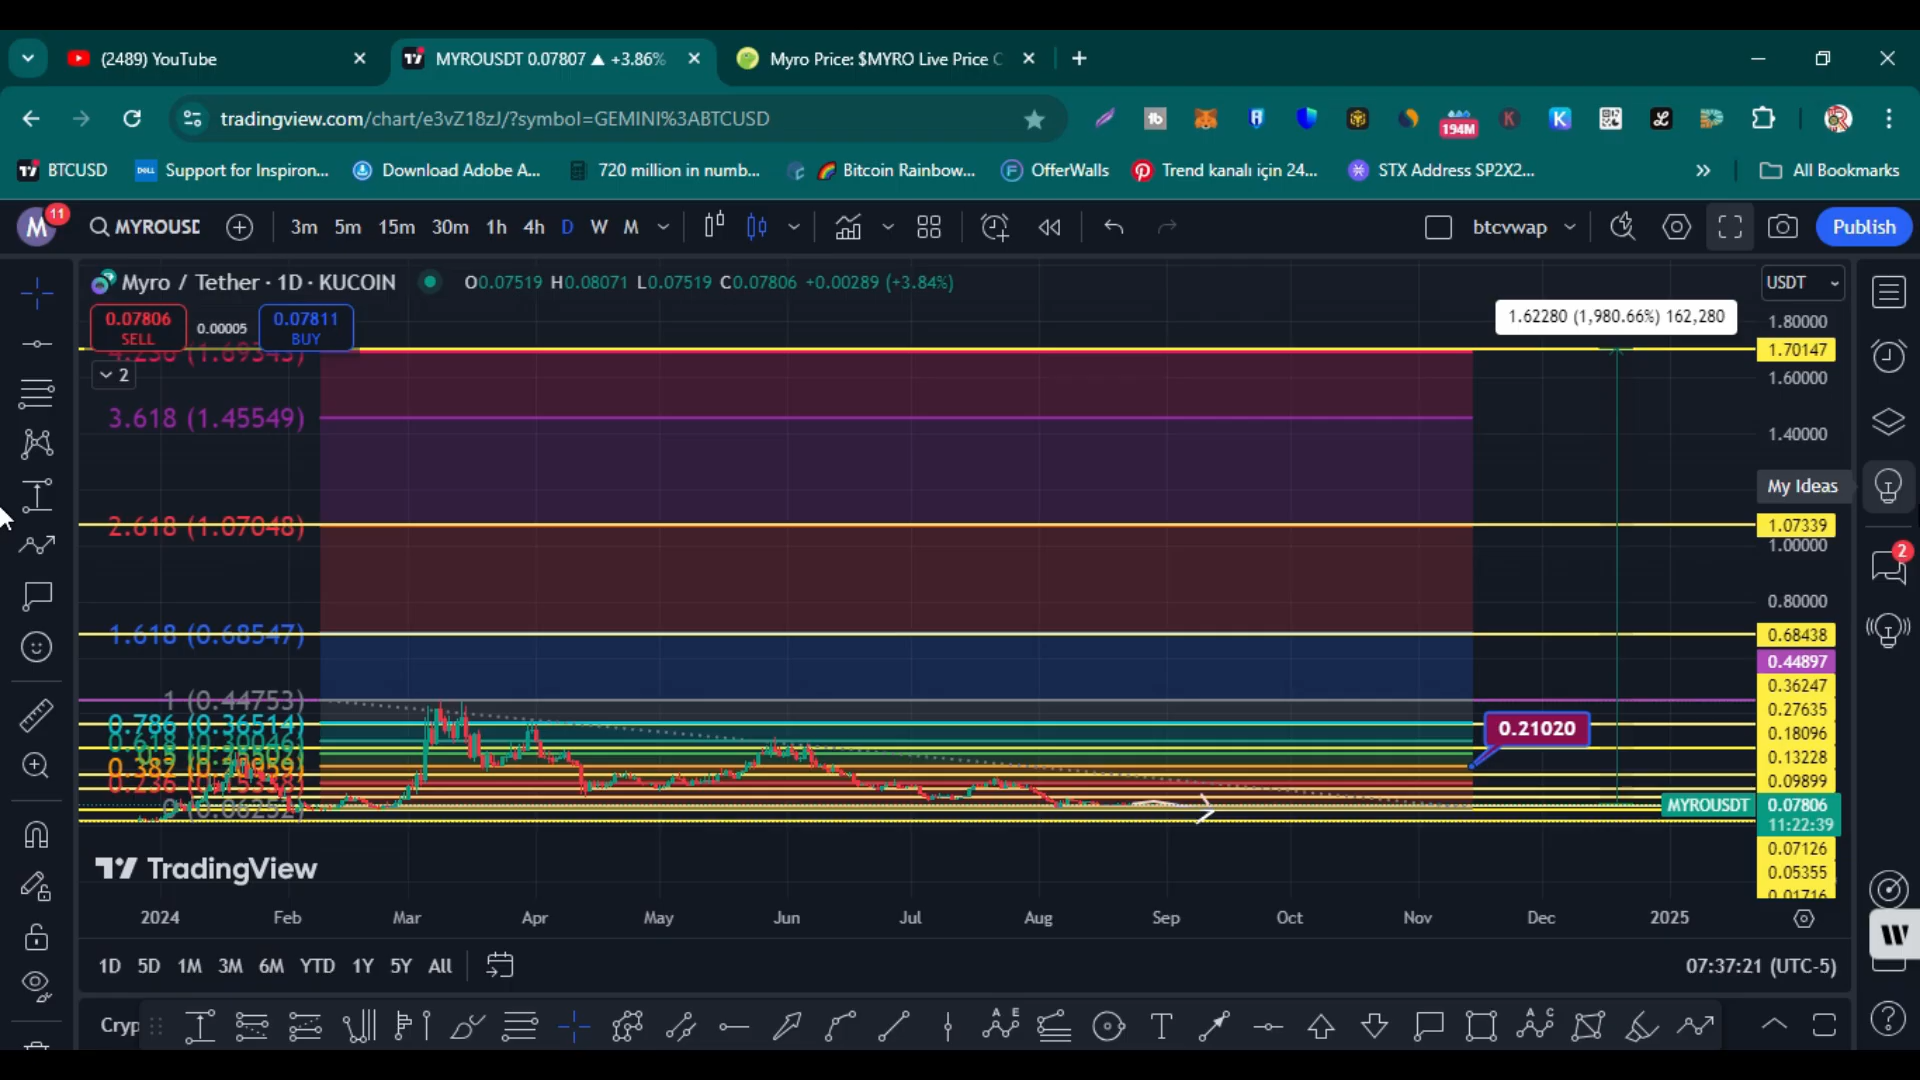 (2489) YouTube
MYROUSDT 0.07807 ▲ +3.86%
Myro Price: $MYRO Live Price C
tradingview.com/chart/e3vZ18zJ/?symbol=GEMINI%3ABTCUSD
194M
BTCUSD
Support for Inspiron...
Download Adobe A...
720 million in numb...
Bitcoin Rainbow...
OfferWalls
Trend kanalı için 24...
STX Address SP2X2...
All Bookmarks
M 11
MYROUSD
3m 5m 15m 30m 1h 4h D W M
btcvwap
Publish
Myro / Tether · 1D · KUCOIN
O0.07519 H0.08071 L0.07519 C0.07806 +0.00289 (+3.84%)
USDT
0.07806
SELL
0.00005
0.07811
BUY
1.62280 (1,980.66%) 162,280
1.80000
4.236 (1.69343)
1.70147
2
1.60000
3.618 (1.45549)
1.40000
My Ideas
2.618 (1.07048)
1.07339
1.00000
2
0.80000
1.618 (0.68547)
0.68438
0.44897
1 (0.44753)
0.36247
0.786 (0.36514)
0.27635
0.21020
0.18096
0.13228
0.09899
MYROUSDT
0.07806
11:22:39
0.07126
0.05355
0.01716
TradingView
2024 Feb Mar Apr May Jun Jul Aug Sep Oct Nov Dec 2025
1D 5D 1M 3M 6M YTD 1Y 5Y All
07:37:21 (UTC-5)
Cryp